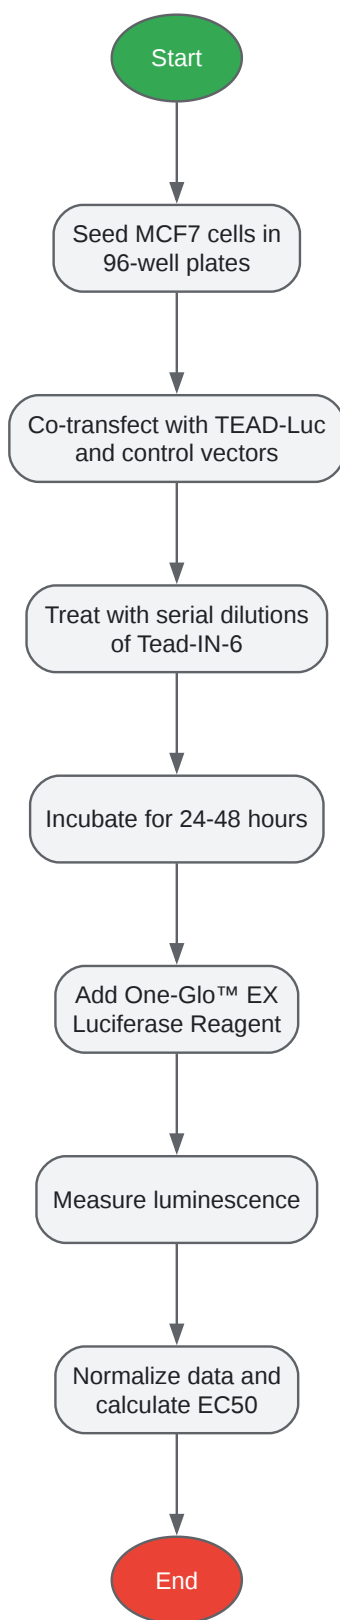 Start
Seed MCF7 cells in
96-well plates
Co-transfect with TEAD-Luc
and control vectors
Treat with serial dilutions
of Tead-IN-6
Incubate for 24-48 hours
Add One-Glo™ EX
Luciferase Reagent
Measure luminescence
Normalize data and
calculate EC50
End